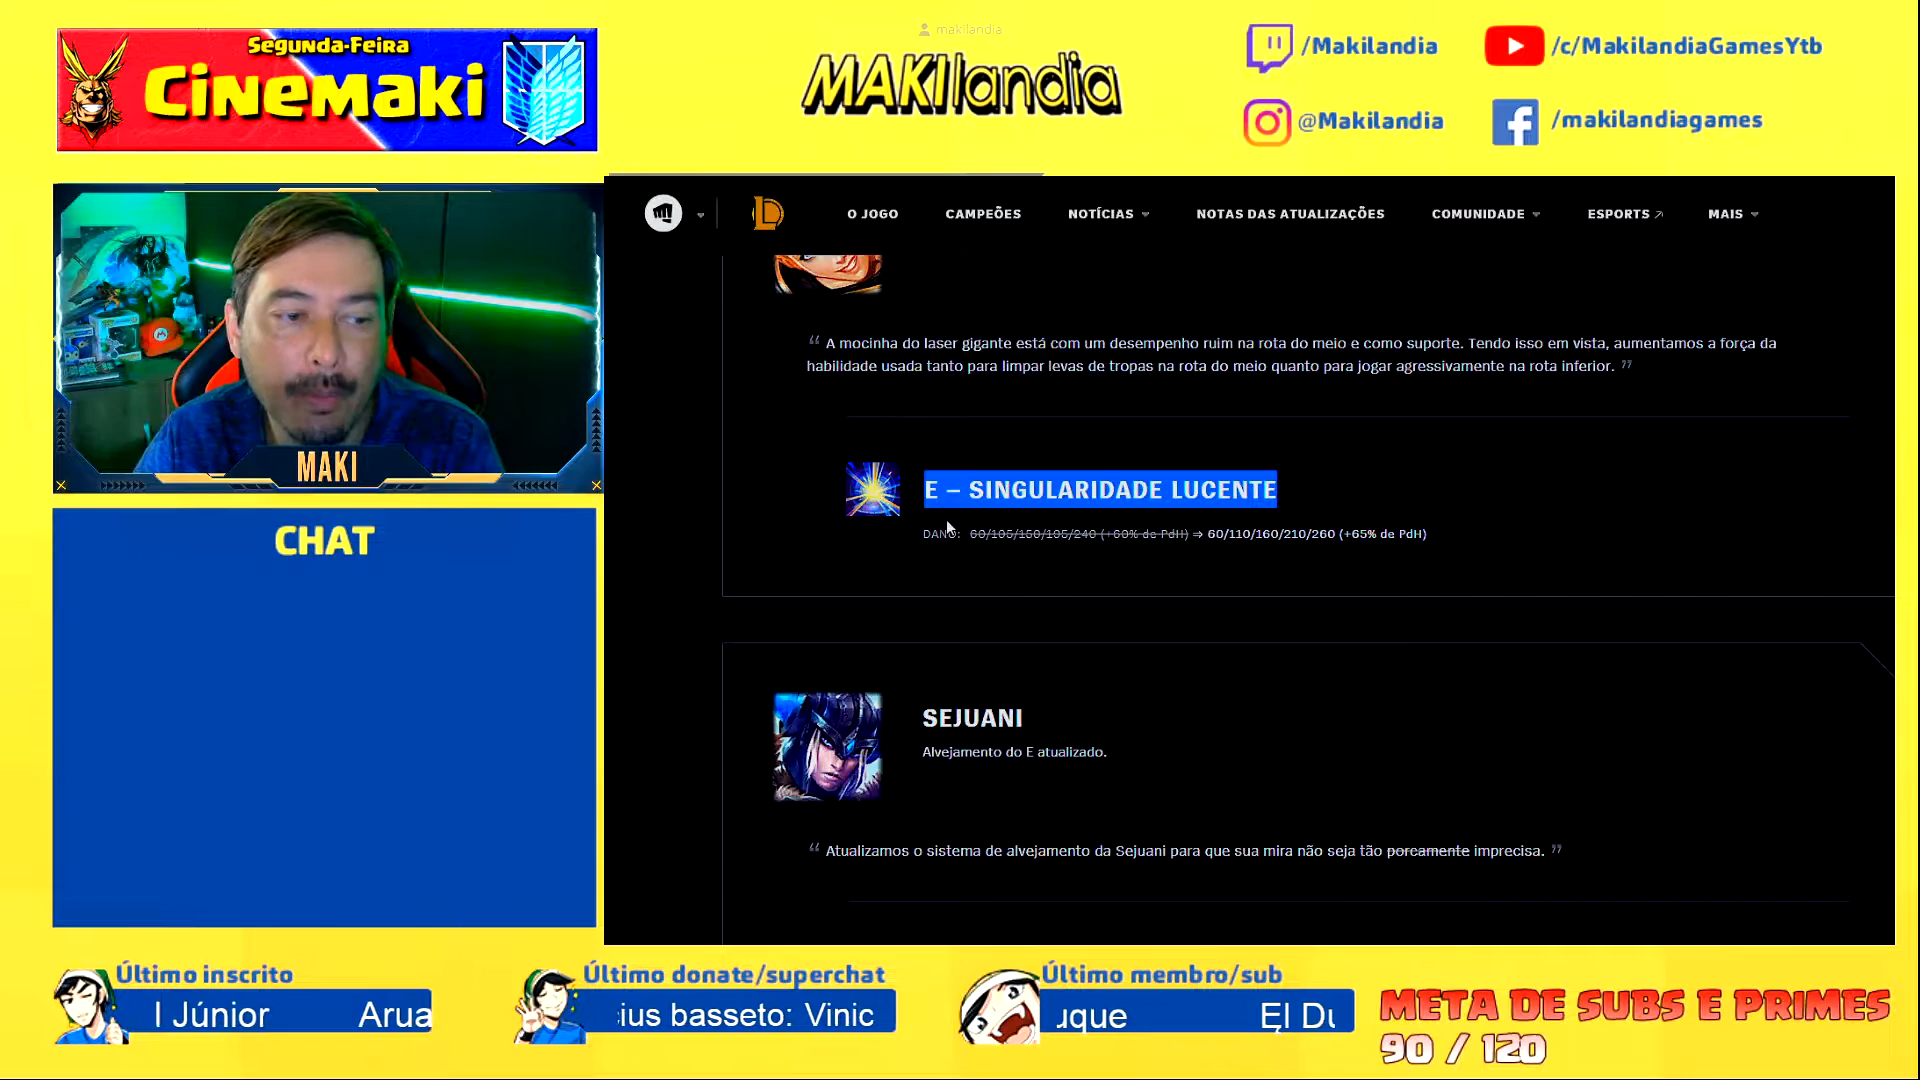 Segunda-Feira
Cinemaki
makilandia
MAKIlandia
/Makilandia
/c/MakilandiaGamesYtb
@Makilandia
/makilandiagames
O JOGO
CAMPEÕES
NOTÍCIAS
NOTAS DAS ATUALIZAÇÕES
COMUNIDADE
ESPORTS
MAIS
“ A mocinha do laser gigante está com um desempenho ruim na rota do meio e como suporte. Tendo isso em vista, aumentamos a força da
habilidade usada tanto para limpar levas de tropas na rota do meio quanto para jogar agressivamente na rota inferior. ”
E – SINGULARIDADE LUCENTE
60/105/150/195/240 (+60% de PdH) ⇒ 60/110/160/210/260 (+65% de PdH)
SEJUANI
Alvejamento do E atualizado.
“ Atualizamos o sistema de alvejamento da Sejuani para que sua mira não seja tão porcamente imprecisa. ”
MAKI
CHAT
Último inscrito
l Júnior Arua
Último donate/superchat
ius basseto: Vinic
Último membro/sub
uque El Du
META DE SUBS E PRIMES
90 / 120